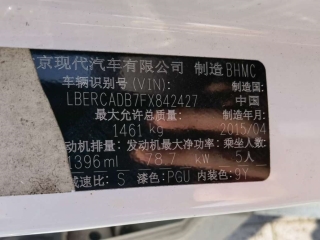 京现代汽车有限公司 制造 BHMC
车辆识别号(VIN): 制造国:
LBERCADB7FX842427 中国
最大允许总质量: 制造年月:
1461 kg 2015/04
动机排量: 发动机最大净功率: 乘坐人数
1396ml 78.7 kW 5人
减速比: S 漆色: PGU 内装色: 9Y